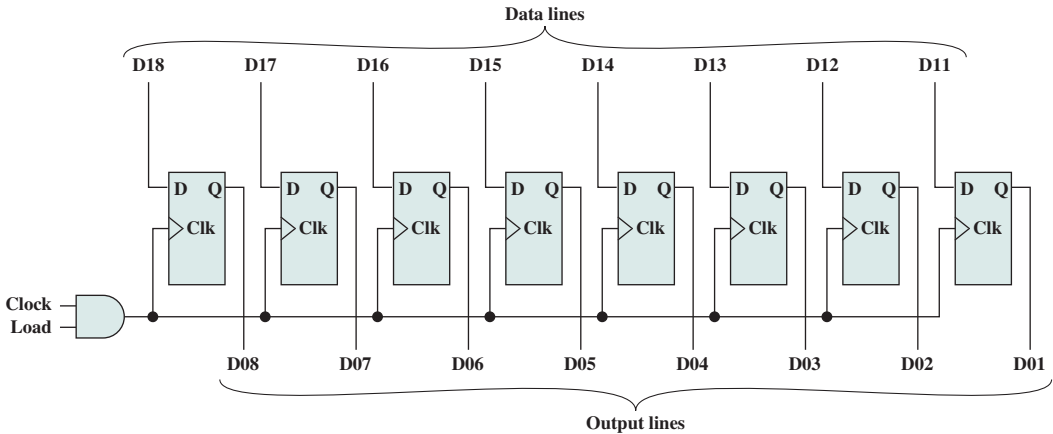 Data lines
D18 D17 D16 D15 D14 D13 D12 D11
D Q D Q D Q D Q D Q D Q D Q D Q
Clk Clk Clk Clk Clk Clk Clk Clk
Clock
Load
D08 D07 D06 D05 D04 D03 D02 D01
Output lines